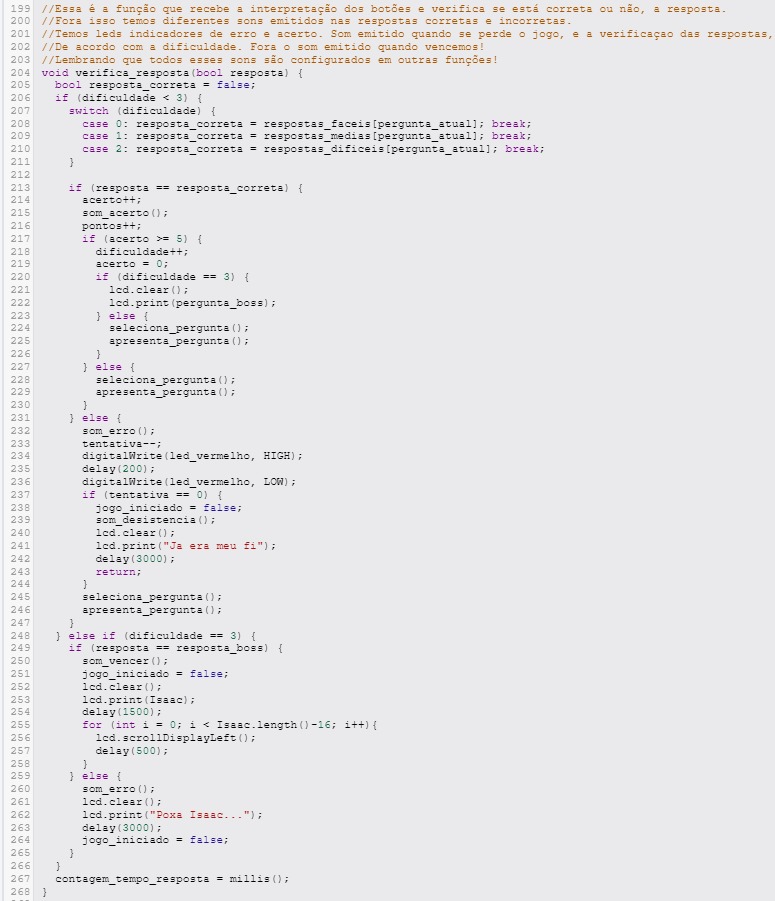 199 //Essa é a função que recebe a interpretação dos botões e verifica se está correta ou não, a resposta.
200 //Fora isso temos diferentes sons emitidos nas respostas corretas e incorretas.
201 //Temos leds indicadores de erro e acerto. Som emitido quando se perde o jogo, e a verificaçao das respostas,
202 //De acordo com a dificuldade. Fora o som emitido quando vencemos!
203 //Lembrando que todos esses sons são configurados em outras funções!
204 void verifica_resposta(bool resposta) {
205   bool resposta_correta = false;
206   if (dificuldade < 3) {
207     switch (dificuldade) {
208       case 0: resposta_correta = respostas_faceis[pergunta_atual]; break;
209       case 1: resposta_correta = respostas_medias[pergunta_atual]; break;
210       case 2: resposta_correta = respostas_dificeis[pergunta_atual]; break;
211     }
212
213     if (resposta == resposta_correta) {
214       acerto++;
215       som_acerto();
216       pontos++;
217       if (acerto >= 5) {
218         dificuldade++;
219         acerto = 0;
220         if (dificuldade == 3) {
221           lcd.clear();
222           lcd.print(pergunta_boss);
223         } else {
224           seleciona_pergunta();
225           apresenta_pergunta();
226         }
227       } else {
228         seleciona_pergunta();
229         apresenta_pergunta();
230       }
231     } else {
232       som_erro();
233       tentativa--;
234       digitalWrite(led_vermelho, HIGH);
235       delay(200);
236       digitalWrite(led_vermelho, LOW);
237       if (tentativa == 0) {
238         jogo_iniciado = false;
239         som_desistencia();
240         lcd.clear();
241         lcd.print("Ja era meu fi");
242         delay(3000);
243         return;
244       }
245       seleciona_pergunta();
246       apresenta_pergunta();
247     }
248   } else if (dificuldade == 3) {
249     if (resposta == resposta_boss) {
250       som_vencer();
251       jogo_iniciado = false;
252       lcd.clear();
253       lcd.print(Isaac);
254       delay(1500);
255       for (int i = 0; i < Isaac.length()-16; i++){
256         lcd.scrollDisplayLeft();
257         delay(500);
258       }
259     } else {
260       som_erro();
261       lcd.clear();
262       lcd.print("Poxa Isaac...");
263       delay(3000);
264       jogo_iniciado = false;
265     }
266   }
267   contagem_tempo_resposta = millis();
268 }